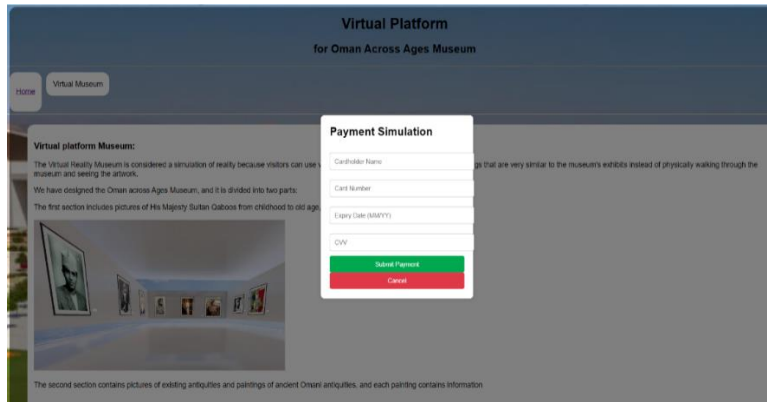 Virtual Platform
for Oman Across Ages Museum
Home
Virtual Museum
Payment Simulation
Cardholder Name
Card Number
Expiry Date (MM/YY)
CVV
Submit Payment
Cancel
Virtual platform Museum:
The Virtual Reality Museum is considered a simulation of reality because visitors can use gs that are very similar to the museum's exhibits instead of physically walking through the
museum and seeing the artwork.
We have designed the Oman across Ages Museum, and it is divided into two parts:
The first section includes pictures of His Majesty Sultan Qaboos from childhood to old age,
The second section contains pictures of existing antiquities and paintings of ancient Omani antiquities, and each painting contains information